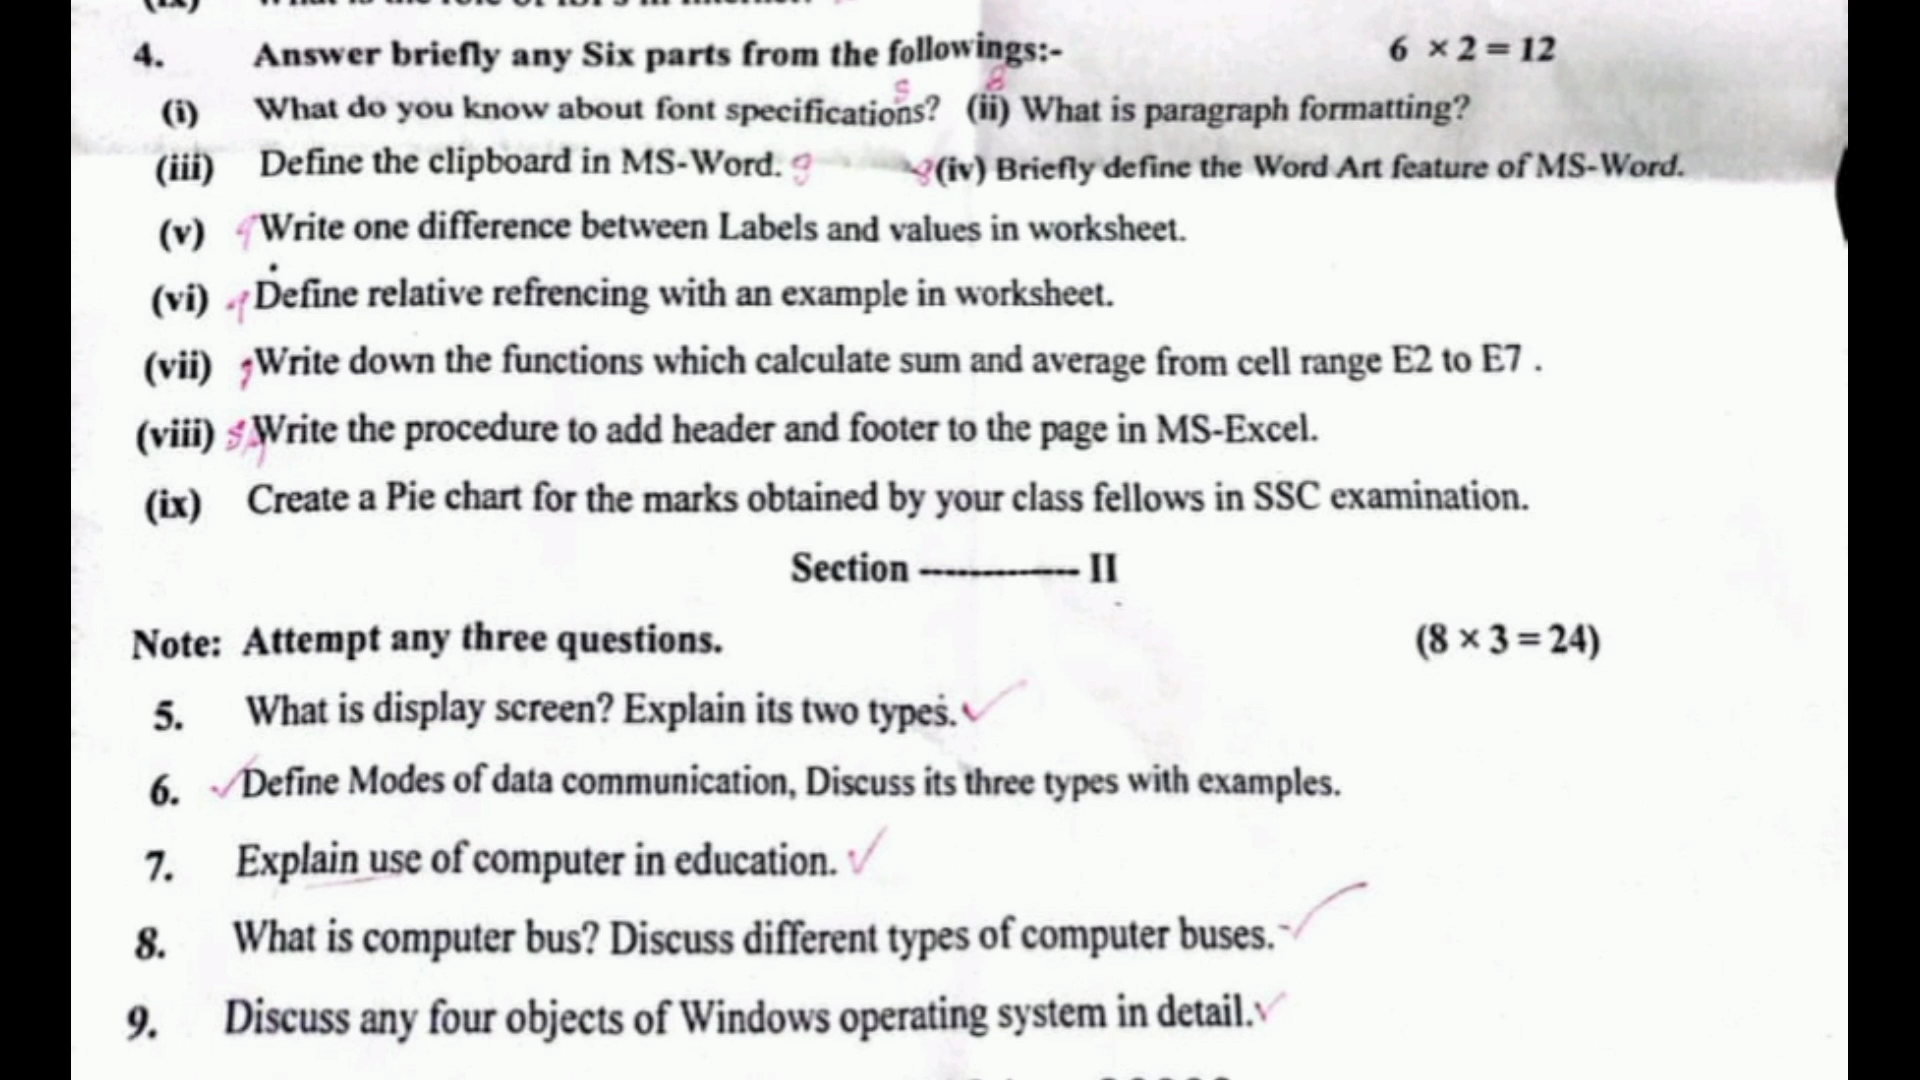 4. Answer briefly any Six parts from the followings:- 6 × 2 = 12
(i) What do you know about font specifications? (ii) What is paragraph formatting?
(iii) Define the clipboard in MS-Word. (iv) Briefly define the Word Art feature of MS-Word.
(v) Write one difference between Labels and values in worksheet.
(vi) Define relative refrencing with an example in worksheet.
(vii) Write down the functions which calculate sum and average from cell range E2 to E7 .
(viii) Write the procedure to add header and footer to the page in MS-Excel.
(ix) Create a Pie chart for the marks obtained by your class fellows in SSC examination.
Section ------------- II
Note: Attempt any three questions. (8 × 3 = 24)
5. What is display screen? Explain its two types.
6. Define Modes of data communication, Discuss its three types with examples.
7. Explain use of computer in education.
8. What is computer bus? Discuss different types of computer buses.
9. Discuss any four objects of Windows operating system in detail.